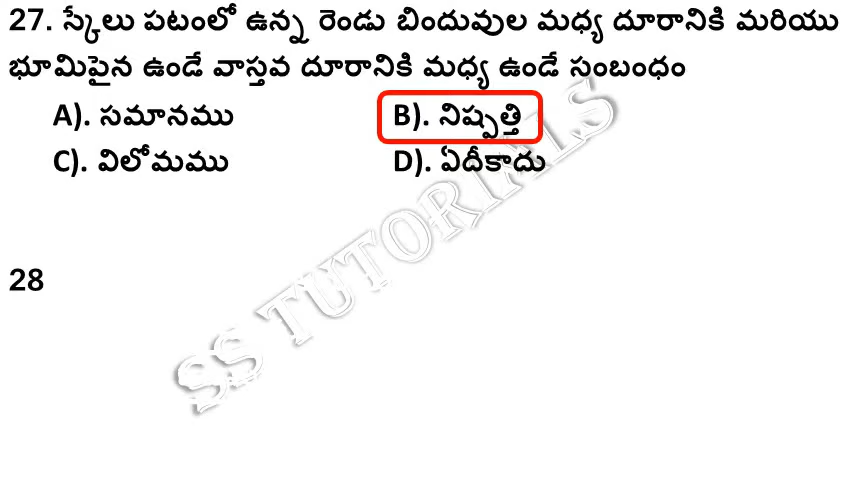 27. స్కేలు పటంలో ఉన్న రెండు బిందువుల మధ్య దూరానికి మరియు
భూమిపైన ఉండే వాస్తవ దూరానికి మధ్య ఉండే సంబంధం
A). సమానము B). నిష్పత్తి
C). విలోమము D). ఏదీకాదు
SS TUTORIALS
28